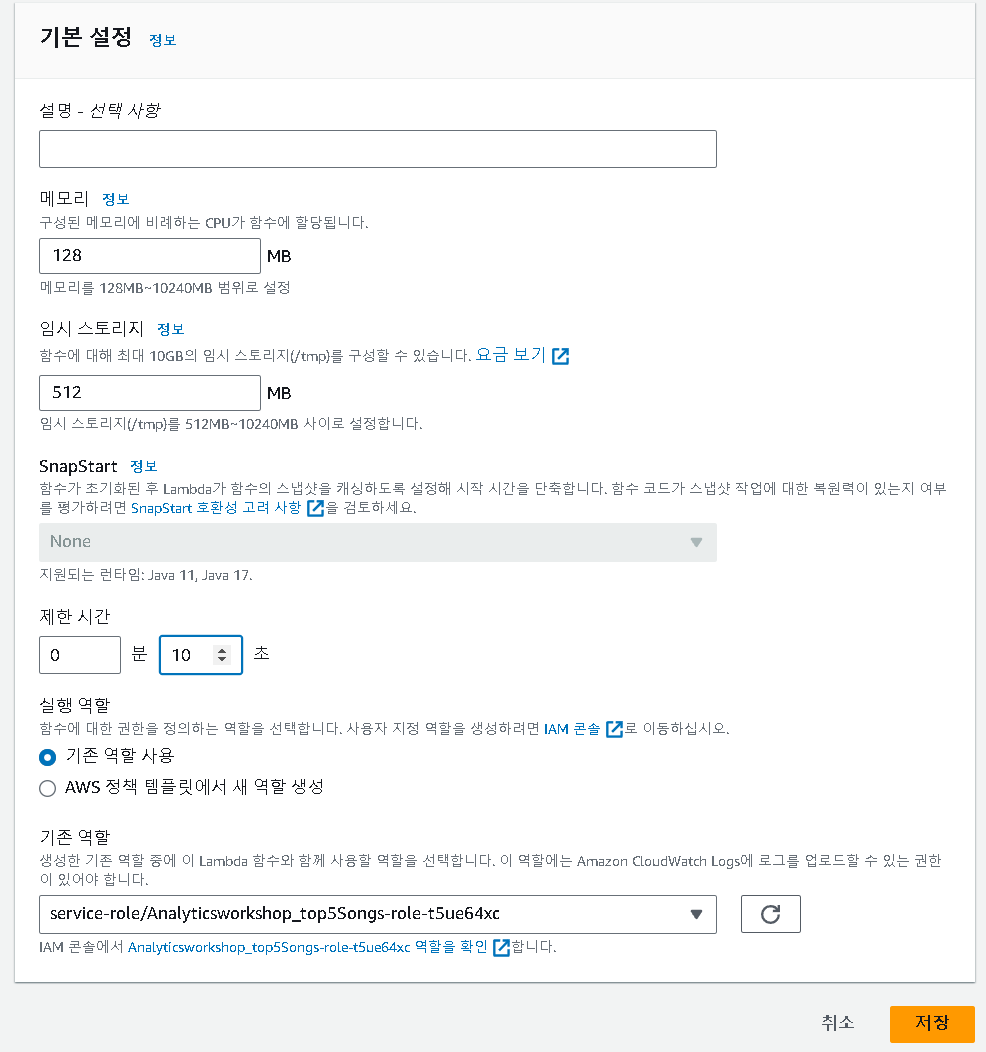 기본 설정 정보
설명 - 선택 사항
메모리 정보
구성된 메모리에 비례하는 CPU가 함수에 할당됩니다.
128 MB
메모리를 128MB~10240MB 범위로 설정
임시 스토리지 정보
함수에 대해 최대 10GB의 임시 스토리지(/tmp)를 구성할 수 있습니다. 요금 보기
512 MB
임시 스토리지(/tmp)를 512MB~10240MB 사이로 설정합니다.
SnapStart 정보
함수가 초기화된 후 Lambda가 함수의 스냅샷을 캐싱하도록 설정해 시작 시간을 단축합니다. 함수 코드가 스냅샷 작업에 대한 복원력이 있는지 여부
를 평가하려면 SnapStart 호환성 고려 사항 을 검토하세요.
None
지원되는 런타임: Java 11, Java 17.
제한 시간
0 분 10 초
실행 역할
함수에 대한 권한을 정의하는 역할을 선택합니다. 사용자 지정 역할을 생성하려면 IAM 콘솔 로 이동하십시오.
기존 역할 사용
AWS 정책 템플릿에서 새 역할 생성
기존 역할
생성한 기존 역할 중에 이 Lambda 함수와 함께 사용할 역할을 선택합니다. 이 역할에는 Amazon CloudWatch Logs에 로그를 업로드할 수 있는 권한
이 있어야 합니다.
service-role/Analyticsworkshop_top5Songs-role-t5ue64xc
IAM 콘솔에서 Analyticsworkshop_top5Songs-role-t5ue64xc 역할을 확인 합니다.
취소 저장